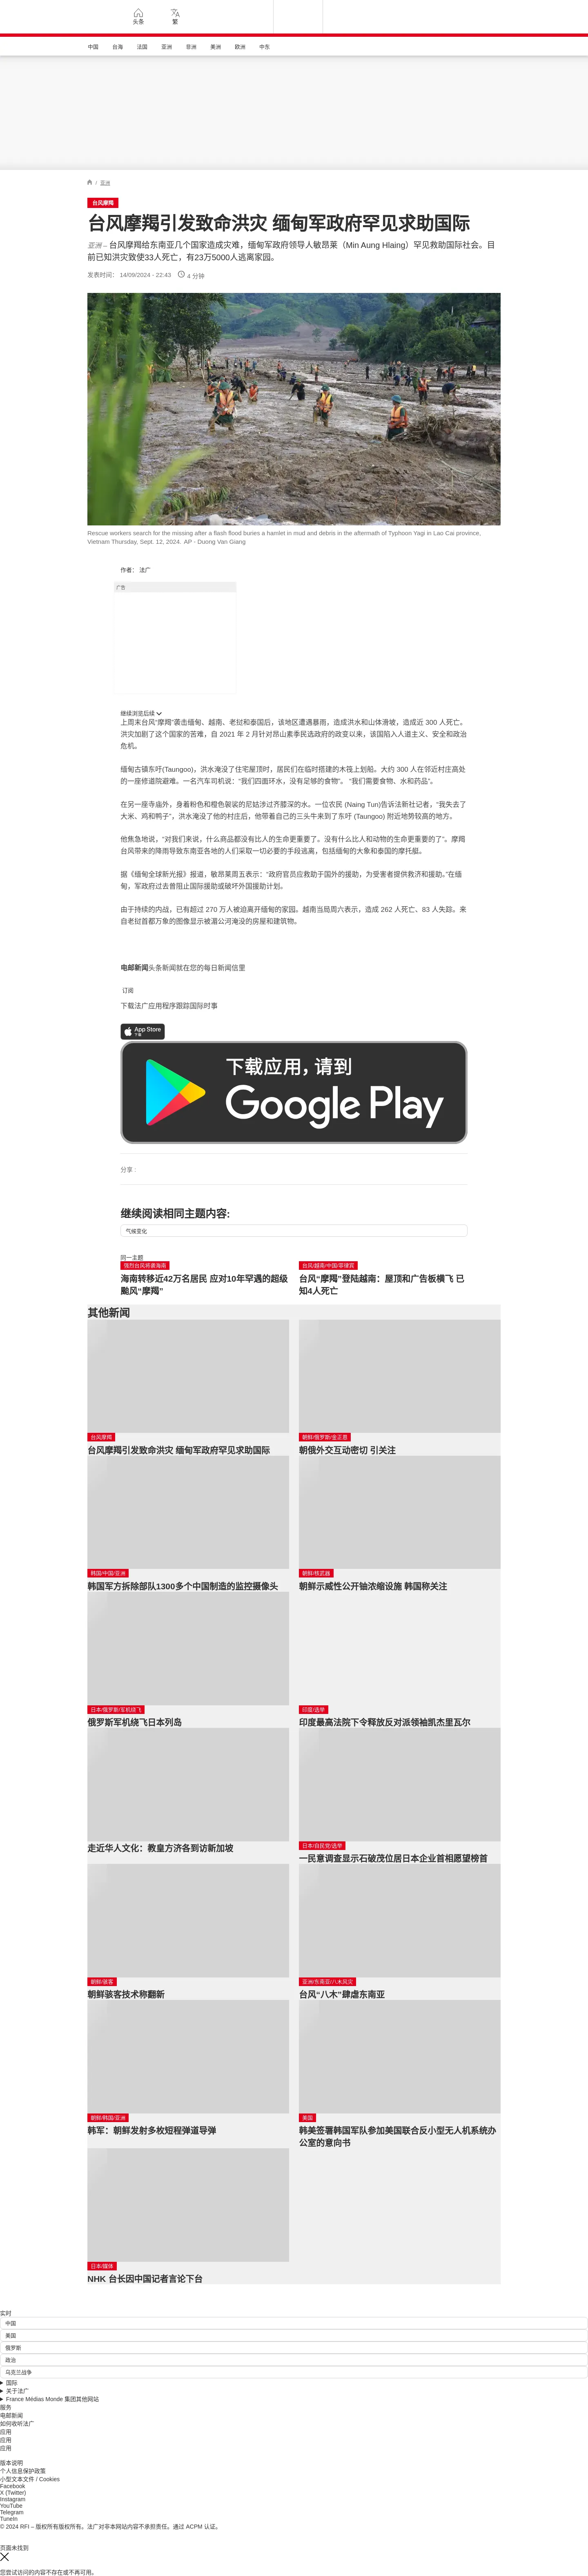 头条
繁
中国
台海
法国
亚洲
非洲
美洲
欧洲
中东
/ 亚洲
台风摩羯
台风摩羯引发致命洪灾 缅甸军政府罕见求助国际
亚洲 – 台风摩羯给东南亚几个国家造成灾难，缅甸军政府领导人敏昂莱（Min Aung Hlaing）罕见救助国际社会。目
前已知洪灾致使33人死亡，有23万5000人逃离家园。
发表时间： 14/09/2024 - 22:43 4 分钟
Rescue workers search for the missing after a flash flood buries a hamlet in mud and debris in the aftermath of Typhoon Yagi in Lao Cai province,
Vietnam Thursday, Sept. 12, 2024. AP - Duong Van Giang
作者： 法广
广告
继续浏览后续
上周末台风“摩羯”袭击缅甸、越南、老挝和泰国后，该地区遭遇暴雨，造成洪水和山体滑坡，造成近 300 人死亡。
洪灾加剧了这个国家的苦难，自 2021 年 2 月针对昂山素季民选政府的政变以来，该国陷入人道主义、安全和政治
危机。
缅甸古镇东吁(Taungoo)，洪水淹没了住宅屋顶时，居民们在临时搭建的木筏上划船。大约 300 人在邻近村庄高处
的一座修道院避难。一名汽车司机说：“我们四面环水，没有足够的食物”。 “我们需要食物、水和药品”。
在另一座寺庙外，身着粉色和橙色袈裟的尼姑涉过齐膝深的水。一位农民 (Naing Tun)告诉法新社记者，“我失去了
大米、鸡和鸭子”，洪水淹没了他的村庄后，他带着自己的三头牛来到了东吁 (Taungoo) 附近地势较高的地方。
他焦急地说，“对我们来说，什么商品都没有比人的生命更重要了。没有什么比人和动物的生命更重要的了”。摩羯
台风带来的降雨导致东南亚各地的人们采取一切必要的手段逃离，包括缅甸的大象和泰国的摩托艇。
据《缅甸全球新光报》报道，敏昂莱周五表示：“政府官员应救助于国外的援助，为受害者提供救济和援助。”在缅
甸，军政府过去曾阻止国际援助或破坏外国援助计划。
由于持续的内战，已有超过 270 万人被迫离开缅甸的家园。越南当局周六表示，造成 262 人死亡、83 人失踪。来
自老挝首都万象的图像显示被湄公河淹没的房屋和建筑物。
电邮新闻头条新闻就在您的每日新闻信里
订阅
下载法广应用程序跟踪国际时事
App Store
下载
下载应用，请到
Google Play
分享 :
继续阅读相同主题内容:
气候变化
同一主题
强烈台风将袭海南
海南转移近42万名居民 应对10年罕遇的超级
飚风“摩羯”
台风/越南/中国/菲律宾
台风“摩羯”登陆越南：屋顶和广告板横飞 已
知4人死亡
其他新闻
台风摩羯
台风摩羯引发致命洪灾 缅甸军政府罕见求助国际
朝鲜/俄罗斯/金正恩
朝俄外交互动密切 引关注
韩国/中国/亚洲
韩国军方拆除部队1300多个中国制造的监控摄像头
朝鲜/核武器
朝鲜示威性公开铀浓缩设施 韩国称关注
日本/俄罗斯/军机绕飞
俄罗斯军机绕飞日本列岛
印度/选举
印度最高法院下令释放反对派领袖凯杰里瓦尔
走近华人文化：教皇方济各到访新加坡
日本/自民党/选举
一民意调查显示石破茂位居日本企业首相愿望榜首
朝鲜/骇客
朝鲜骇客技术称翻新
亚洲/东南亚/八木风灾
台风“八木”肆虐东南亚
朝鲜/韩国/亚洲
韩军：朝鲜发射多枚短程弹道导弹
美国
韩美签署韩国军队参加美国联合反小型无人机系统办
公室的意向书
日本/媒体
NHK 台长因中国记者言论下台
实时
中国
美国
俄罗斯
政治
乌克兰战争
国际
关于法广
France Médias Monde 集团其他网站
服务
电邮新闻
如何收听法广
应用
应用
应用
版本说明
个人信息保护政策
小型文本文件 / Cookies
Facebook
X (Twitter)
Instagram
YouTube
Telegram
TuneIn
© 2024 RFI – 版权所有版权所有。法广对非本网站内容不承担责任。通过 ACPM 认证。
页面未找到
您尝试访问的内容不存在或不再可用。